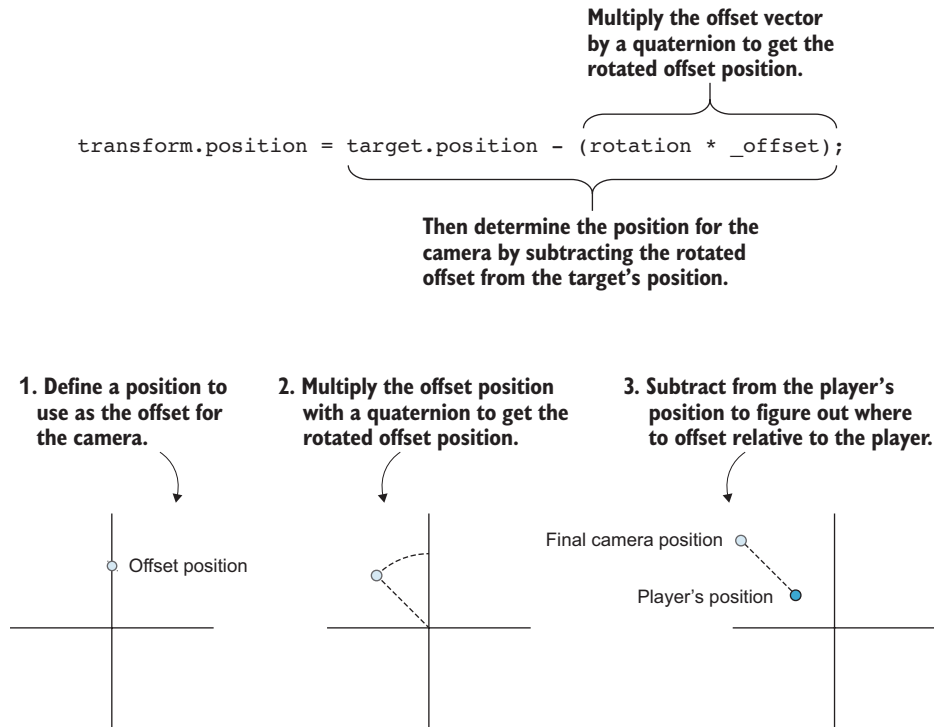 Multiply the offset vector
by a quaternion to get the
rotated offset position.
transform.position = target.position - (rotation * _offset);
Then determine the position for the
camera by subtracting the rotated
offset from the target's position.
1. Define a position to
use as the offset for
the camera.
2. Multiply the offset position
with a quaternion to get the
rotated offset position.
3. Subtract from the player's
position to figure out where
to offset relative to the player.
Offset position
Final camera position
Player's position